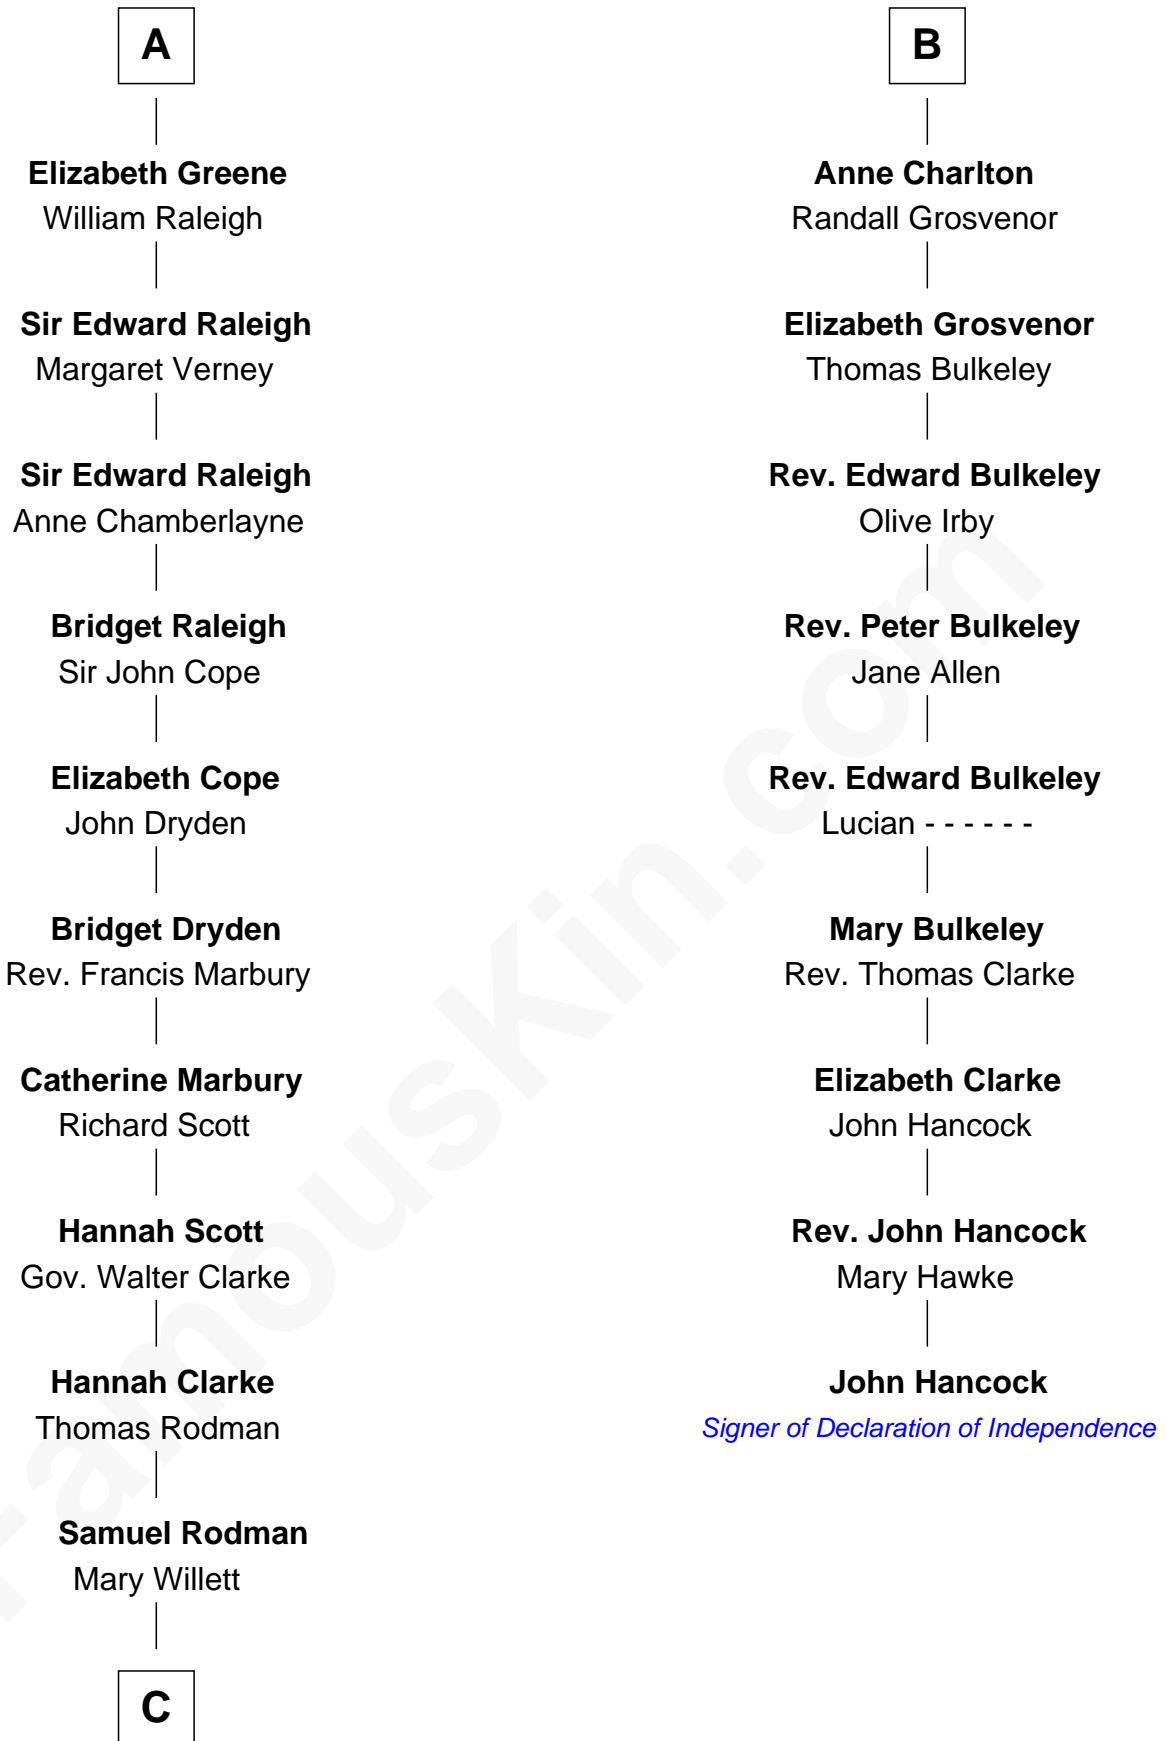 A
Elizabeth Greene
William Raleigh
Sir Edward Raleigh
Margaret Verney
Sir Edward Raleigh
Anne Chamberlayne
Bridget Raleigh
Sir John Cope
Elizabeth Cope
John Dryden
Bridget Dryden
Rev. Francis Marbury
Catherine Marbury
Richard Scott
Hannah Scott
Gov. Walter Clarke
Hannah Clarke
Thomas Rodman
Samuel Rodman
Mary Willett
C
B
Anne Charlton
Randall Grosvenor
Elizabeth Grosvenor
Thomas Bulkeley
Rev. Edward Bulkeley
Olive Irby
Rev. Peter Bulkeley
Jane Allen
Rev. Edward Bulkeley
Lucian - - - - - -
Mary Bulkeley
Rev. Thomas Clarke
Elizabeth Clarke
John Hancock
Rev. John Hancock
Mary Hawke
John Hancock
Signer of Declaration of Independence
FamousKin.com